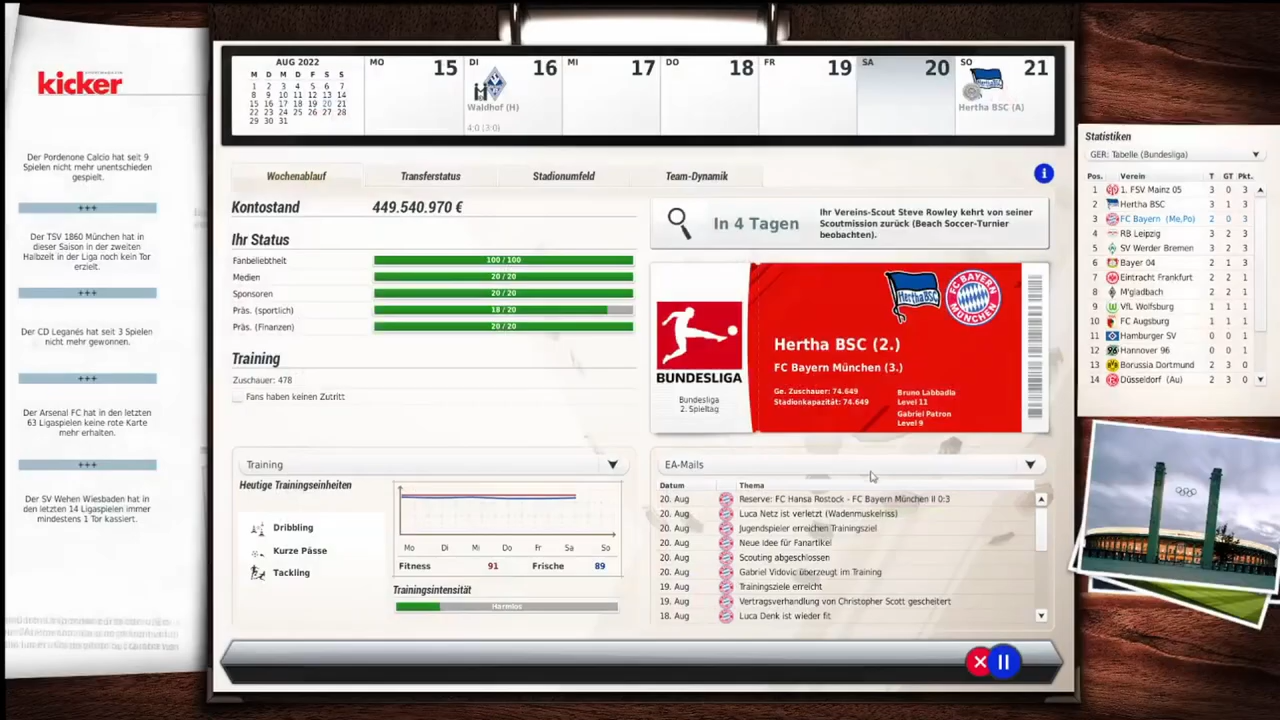 kicker
Der Pordenone Calcio hat seit 9
Spielen nicht mehr unentschieden
gespielt.
+++
Der TSV 1860 München hat in
dieser Saison in der zweiten
Halbzeit in der Liga noch kein Tor
erzielt.
+++
Der CD Leganés hat seit 3 Spielen
nicht mehr gewonnen.
+++
Der Arsenal FC hat in den letzten
63 Ligaspielen keine rote Karte
mehr erhalten.
+++
Der SV Wehen Wiesbaden hat in
den letzten 14 Ligaspielen immer
mindestens 1 Tor kassiert.
AUG 2022
M D M D F S S
1 2 3 4 5 6 7
8 9 10 11 12 13 14
15 16 17 18 19 20 21
22 23 24 25 26 27 28
29 30 31
MO 15
DI 16
Waldhof (H)
4:0 (3:0)
MI 17
DO 18
FR 19
SA 20
SO 21
Hertha BSC (A)
Wochenablauf Transferstatus Stadionumfeld Team-Dynamik
i
Kontostand 449.540.970 €
Ihr Status
Fanbeliebtheit 100 / 100
Medien 20 / 20
Sponsoren 20 / 20
Präs. (sportlich) 18 / 20
Präs. (Finanzen) 20 / 20
Training
Zuschauer: 478
Fans haben keinen Zutritt
In 4 Tagen
Ihr Vereins-Scout Steve Rowley kehrt von seiner
Scoutmission zurück (Beach Soccer-Turnier
beobachten).
BUNDESLIGA
Bundesliga
2. Spieltag
Hertha BSC
FC BAYERN
MÜNCHEN
Hertha BSC (2.)
FC Bayern München (3.)
Ge. Zuschauer: 74.649
Stadionkapazität: 74.649
Bruno Labbadia
Level 11
Gabriel Patron
Level 9
Training
Heutige Trainingseinheiten
Dribbling
Kurze Pässe
Tackling
Mo Di Mi Do Fr Sa So
Fitness 91 Frische 89
Trainingsintensität
Harmlos
EA-Mails
Datum Thema
20. Aug Reserve: FC Hansa Rostock - FC Bayern München II 0:3
20. Aug Luca Netz ist verletzt (Wadenmuskelriss)
20. Aug Jugendspieler erreichen Trainingsziel
20. Aug Neue Idee für Fanartikel
20. Aug Scouting abgeschlossen
20. Aug Gabriel Vidovic überzeugt im Training
19. Aug Trainingsziele erreicht
19. Aug Vertragsverhandlung von Christopher Scott gescheitert
18. Aug Luca Denk ist wieder fit
Statistiken
GER: Tabelle (Bundesliga)
Pos. Verein T GT Pkt.
1 1. FSV Mainz 05 3 0 3
2 Hertha BSC 3 1 3
3 FC Bayern (Me,Po) 2 0 3
4 RB Leipzig 3 2 3
5 SV Werder Bremen 3 2 3
6 Bayer 04 2 1 3
7 Eintracht Frankfurt 2 2 1
8 M'gladbach 2 2 1
9 VfL Wolfsburg 1 1 1
10 FC Augsburg 1 1 1
11 Hamburger SV 0 0 1
12 Hannover 96 0 0 1
13 Borussia Dortmund 2 3 0
14 Düsseldorf (Au) 2 3 0